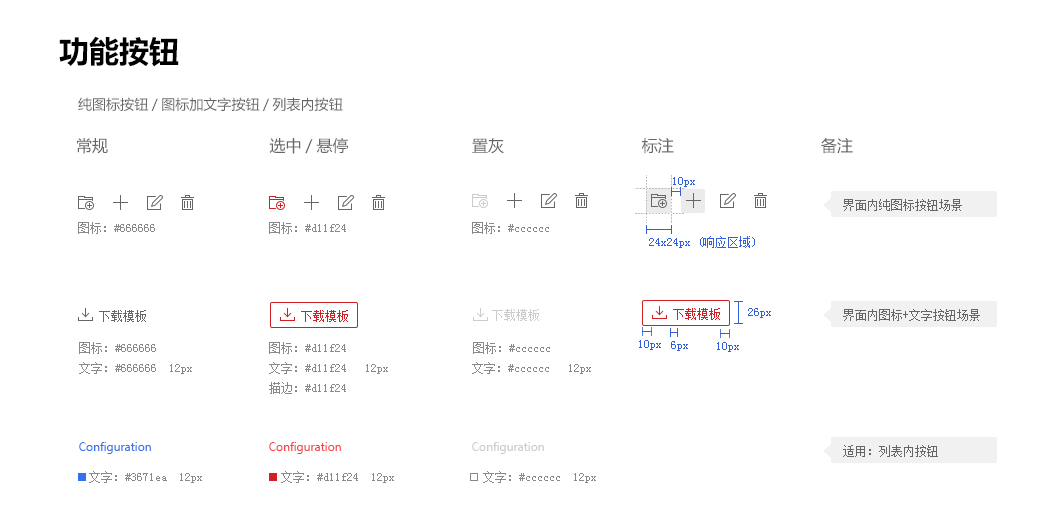 功能按钮
纯图标按钮 / 图标加文字按钮 / 列表内按钮
常规 选中 / 悬停 置灰 标注 备注
10px
界面内纯图标按钮场景
图标: #666666 图标: #d11f24 图标: #cccccc
24x24px (响应区域)
下载模板 下载模板 下载模板 下载模板 26px 界面内图标+文字按钮场景
10px 6px 10px
图标: #666666 图标: #d11f24 图标: #cccccc
文字: #666666 12px 文字: #d11f24 12px 文字: #cccccc 12px
描边: #d11f24
Configuration Configuration Configuration
适用: 列表内按钮
文字: #3671ea 12px 文字: #d11f24 12px 文字: #cccccc 12px